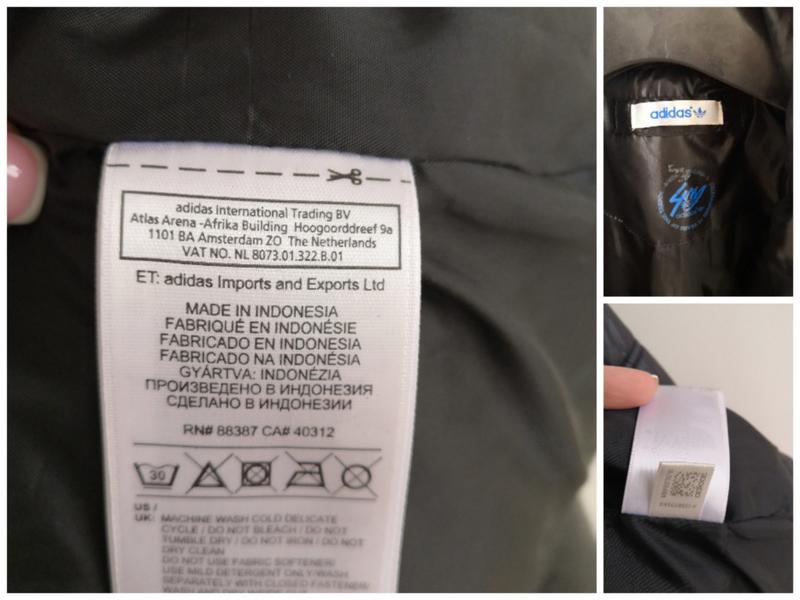 adidas International Trading BV
Atlas Arena -Afrika Building Hoogoorddreef 9a
1101 BA Amsterdam ZO The Netherlands
VAT NO. NL 8073.01.322.B.01
ET: adidas Imports and Exports Ltd
MADE IN INDONESIA
FABRIQUÉ EN INDONÉSIE
FABRICADO EN INDONESIA
FABRICADO NA INDONÉSIA
GYÁRTVA: INDONÉZIA
ПРОИЗВЕДЕНО В ИНДОНЕЗИЯ
СДЕЛАНО В ИНДОНЕЗИИ
RN# 88387 CA# 40312
30
US /
UK: MACHINE WASH COLD DELICATE
CYCLE / DO NOT BLEACH / DO NOT
TUMBLE DRY / DO NOT IRON / DO NOT
DRY CLEAN
DO NOT USE FABRIC SOFTENER/
USE MILD DETERGENT ONLY/WASH
SEPARATELY WITH CLOSED FASTENER/
adidas